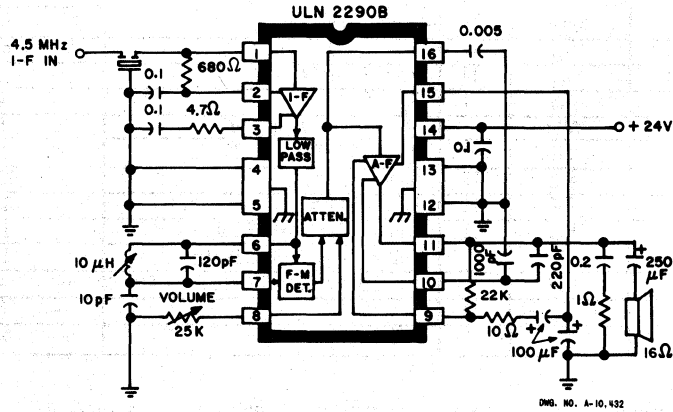 ULN 2290B
4.5 MHz
I-F IN
0.1
680Ω
0.1
4.7Ω
10 μH
120pF
10pF
VOLUME
25K
1
2
3
4
5
6
7
8
I-F
LOW
PASS
ATTEN.
F-M
DET.
A-F
16
15
14
13
12
11
10
9
0.005
+ 24V
0.1
1000
pF
220pF
22K
10Ω
+
+
100μF
0.2
1Ω
+
250
μF
16Ω
DWG. NO. A-10,432